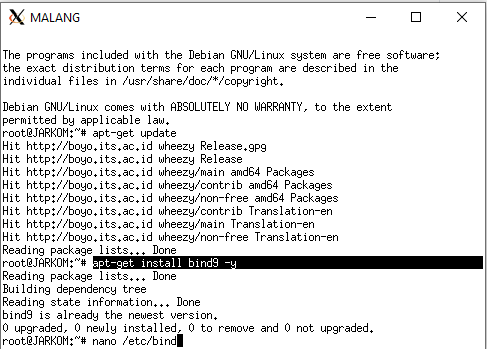 MALANG
The programs included with the Debian GNU/Linux system are free software;
the exact distribution terms for each program are described in the
individual files in /usr/share/doc/*/copyright.
Debian GNU/Linux comes with ABSOLUTELY NO WARRANTY, to the extent
permitted by applicable law.
root@JARKOM:~# apt-get update
Hit http://boyo.its.ac.id wheezy Release.gpg
Hit http://boyo.its.ac.id wheezy Release
Hit http://boyo.its.ac.id wheezy/main amd64 Packages
Hit http://boyo.its.ac.id wheezy/contrib amd64 Packages
Hit http://boyo.its.ac.id wheezy/non-free amd64 Packages
Hit http://boyo.its.ac.id wheezy/contrib Translation-en
Hit http://boyo.its.ac.id wheezy/main Translation-en
Hit http://boyo.its.ac.id wheezy/non-free Translation-en
Reading package lists... Done
root@JARKOM:~# apt-get install bind9 -y
Reading package lists... Done
Building dependency tree
Reading state information... Done
bind9 is already the newest version.
0 upgraded, 0 newly installed, 0 to remove and 0 not upgraded.
root@JARKOM:~# nano /etc/bind